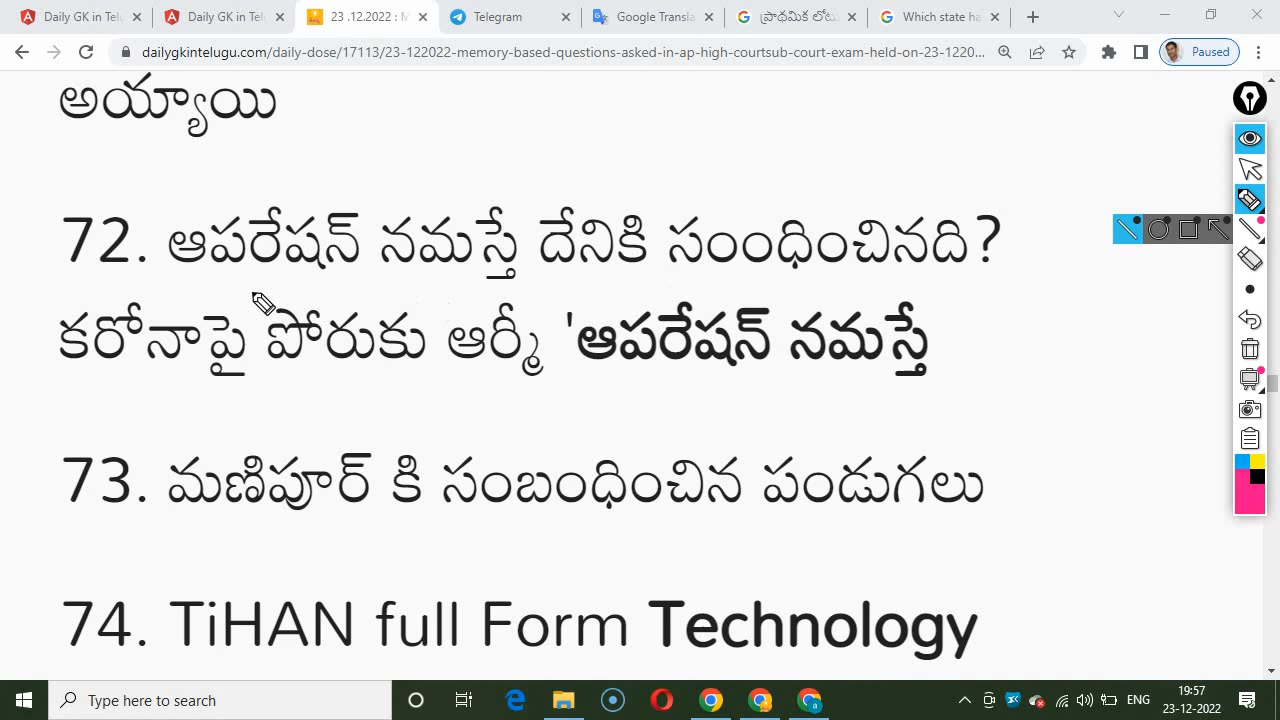 Daily GK in Tel
Daily GK in Tel
23 .12.2022 : M
Telegram
Google Transla
ప్రాథమిక లోటు
Which state ha
dailygkintelugu.com/daily-dose/17113/23-122022-memory-based-questions-asked-in-ap-high-courtsub-court-exam-held-on-23-1220...
Paused
అయ్యాయి
72. ఆపరేషన్ నమస్తే దేనికి సంంధించినది?
కరోనాపై పోరుకు ఆర్మీ 'ఆపరేషన్ నమస్తే
73. మణిపూర్ కి సంబంధించిన పండుగలు
74. TiHAN full Form Technology
Type here to search
ENG
19:57
23-12-2022